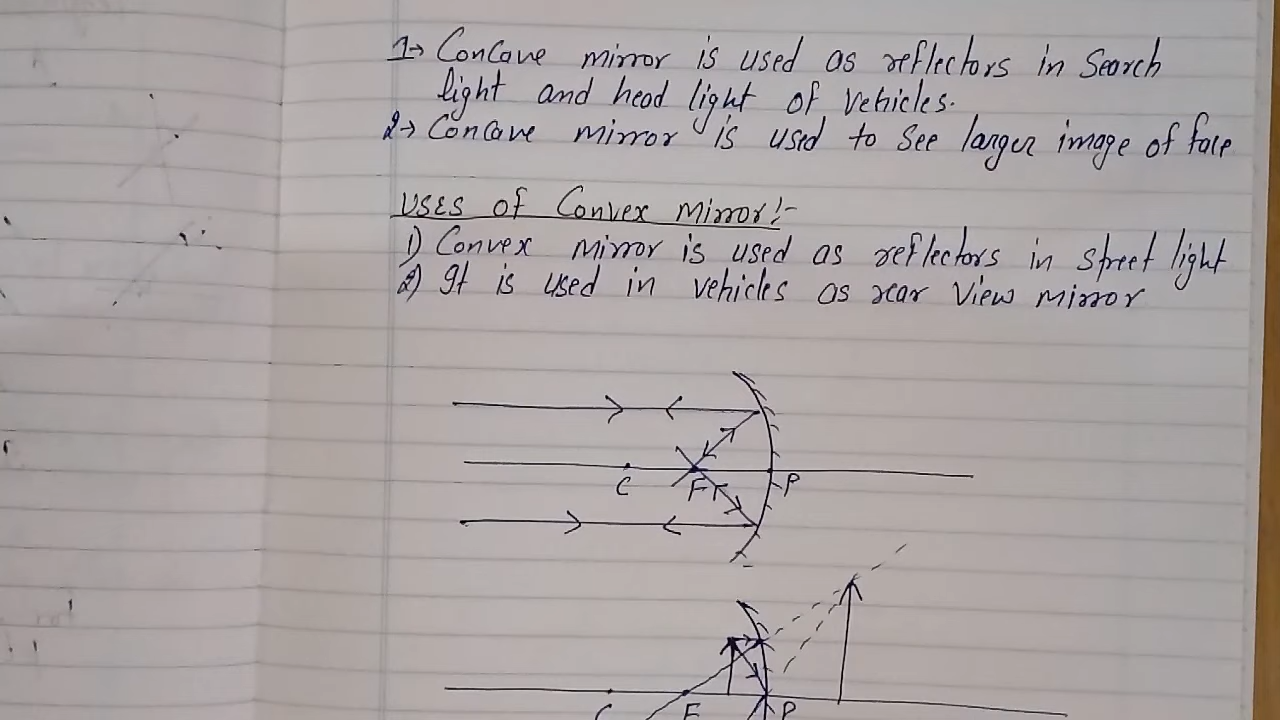 1→ Concave mirror is used as reflectors in Search
light and head light of vehicles.
2→ Concave mirror is used to see larger image of face
Uses of Convex Mirror:-
1) Convex mirror is used as reflectors in street light
2) It is used in vehicles as rear view mirror
C F P
C F P